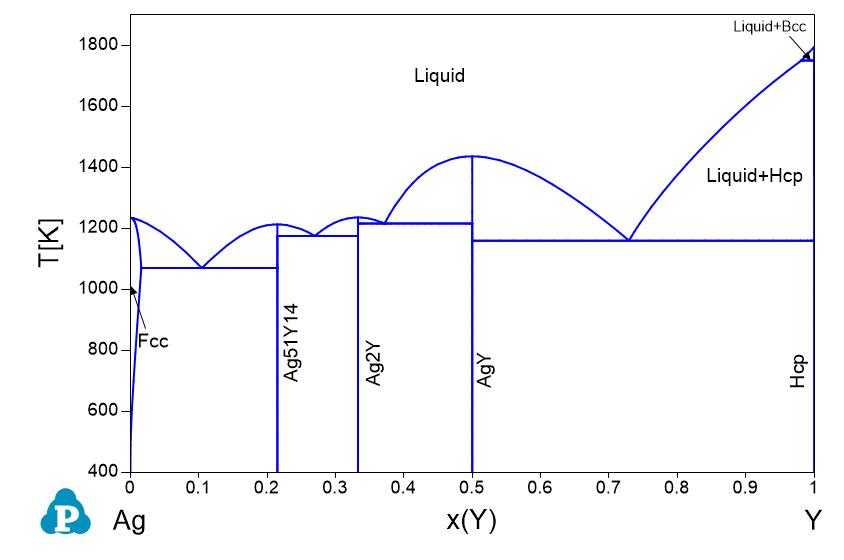 Liquid+Bcc
1800
Liquid
1600
1400
Liquid+Hcp
1200
T[K]
1000
Fcc
800
Ag51Y14
Ag2Y
AgY
Hcp
600
400
0 0.1 0.2 0.3 0.4 0.5 0.6 0.7 0.8 0.9 1
P
Ag x(Y) Y